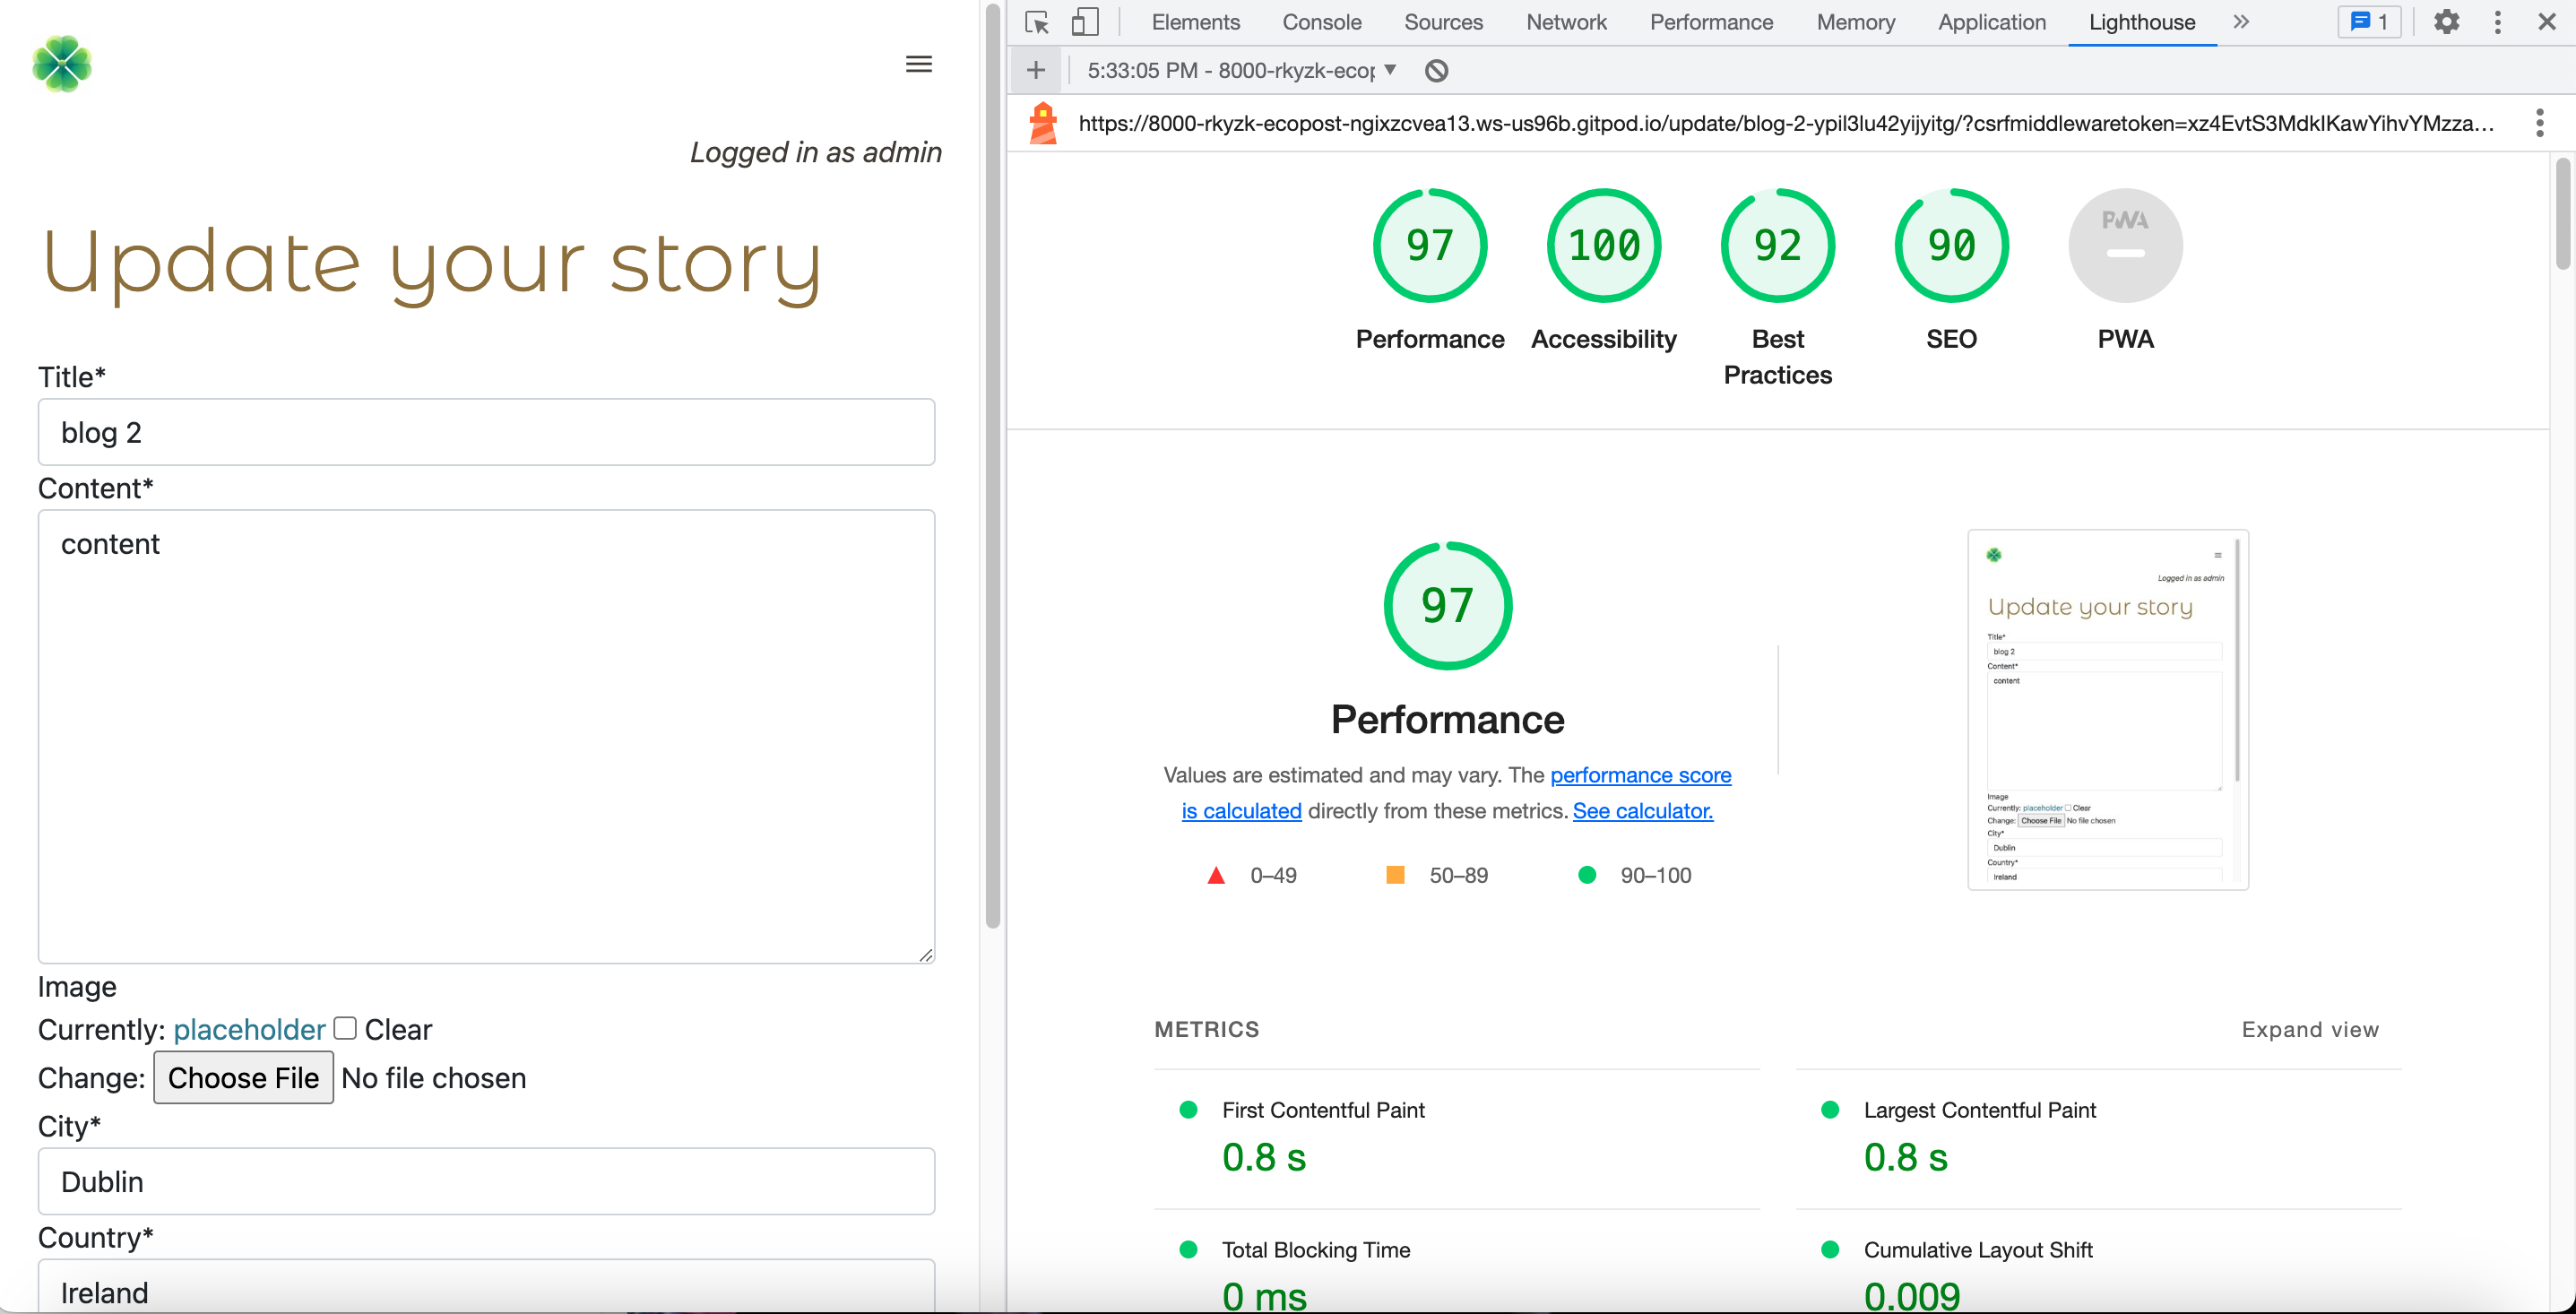 Logged in as admin
Update your story
Title*
blog 2
Content*
content
Image
Currently: placeholder Clear
Change: Choose File No file chosen
City*
Dublin
Country*
Ireland
Elements Console Sources Network Performance Memory Application Lighthouse » 1
5:33:05 PM - 8000-rkyzk-ecop
https://8000-rkyzk-ecopost-ngixzcvea13.ws-us96b.gitpod.io/update/blog-2-ypil3lu42yijyitg/?csrfmiddlewaretoken=xz4EvtS3MdkIKawYihvYMzza...
97 100 92 90 PWA
Performance Accessibility Best Practices SEO PWA
97
Performance
Values are estimated and may vary. The performance score
is calculated directly from these metrics. See calculator.
0–49 50–89 90–100
Logged in as admin
Update your story
Title*
blog 2
Content*
content
Image
Currently: placeholder Clear
Change: Choose File No file chosen
City*
Dublin
Country*
Ireland
METRICS Expand view
First Contentful Paint
0.8 s
Largest Contentful Paint
0.8 s
Total Blocking Time
0 ms
Cumulative Layout Shift
0.009